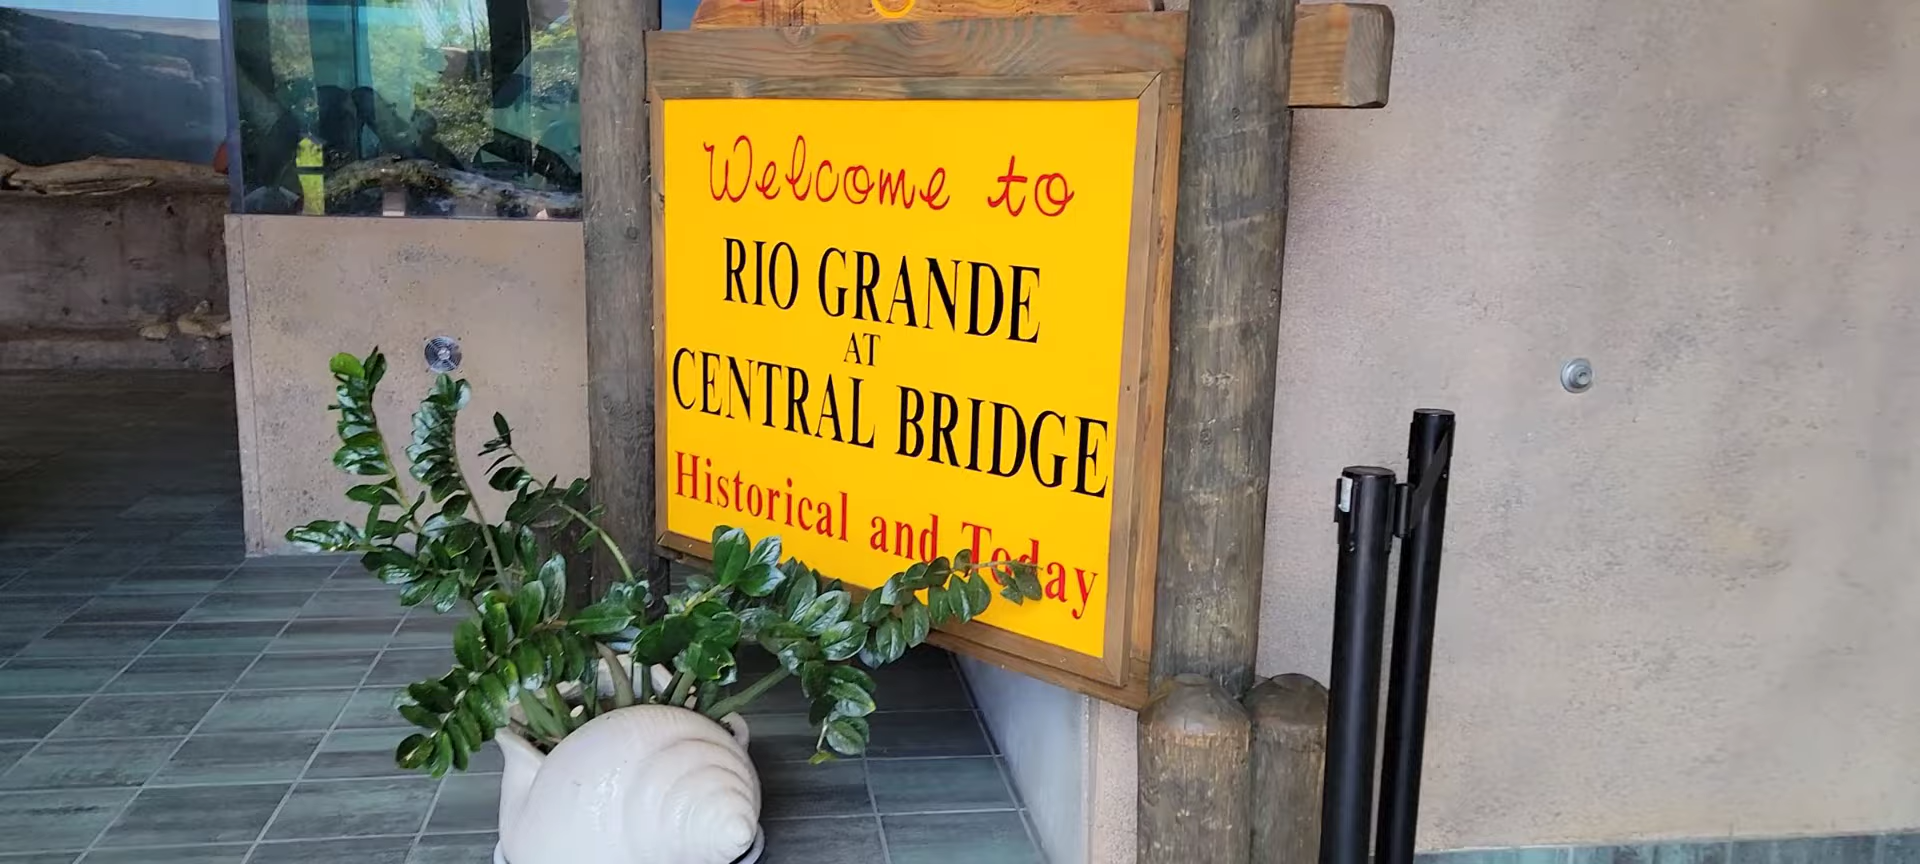 Welcome to
RIO GRANDE
AT
CENTRAL BRIDGE
Historical and Today